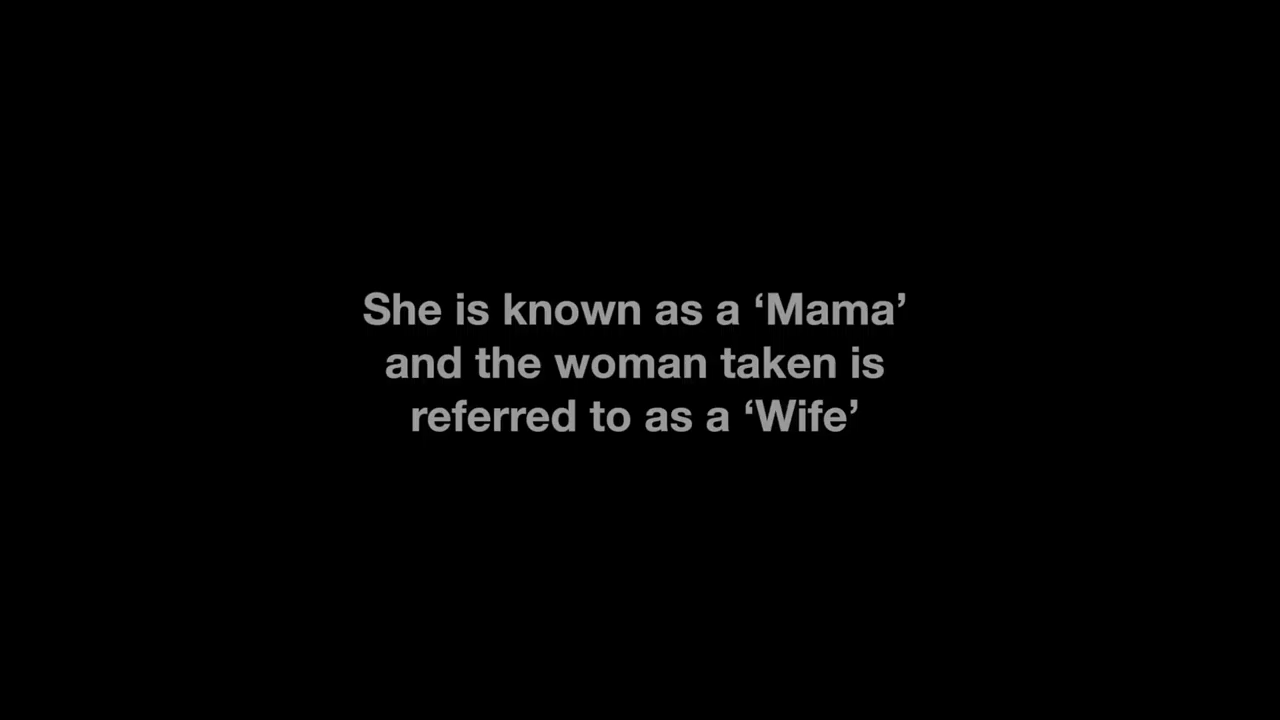 She is known as a ‘Mama’
and the woman taken is
referred to as a ‘Wife’